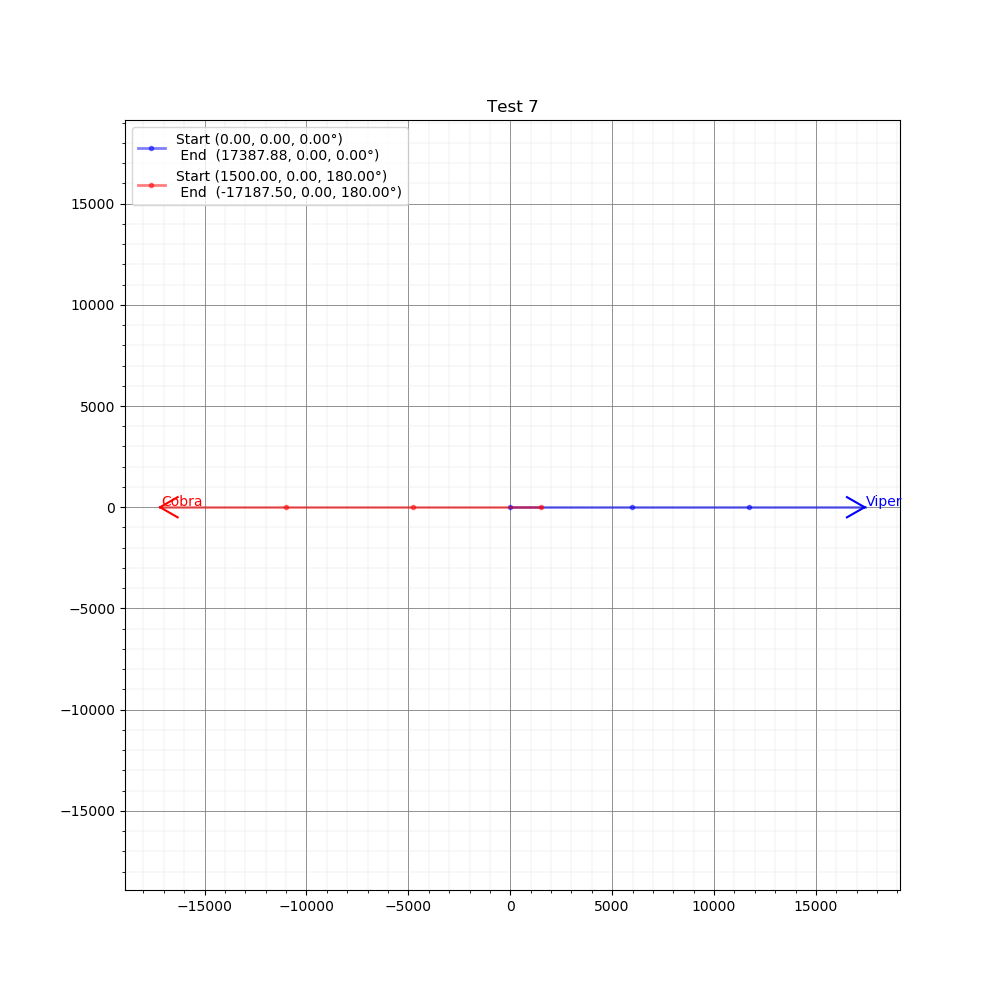 Test 7
Start (0.00, 0.00, 0.00°)
End  (17387.88, 0.00, 0.00°)
Start (1500.00, 0.00, 180.00°)
End  (-17187.50, 0.00, 180.00°)
15000
10000
5000
0
−5000
−10000
−15000
Cobra
Viper
−15000 −10000 −5000 0 5000 10000 15000